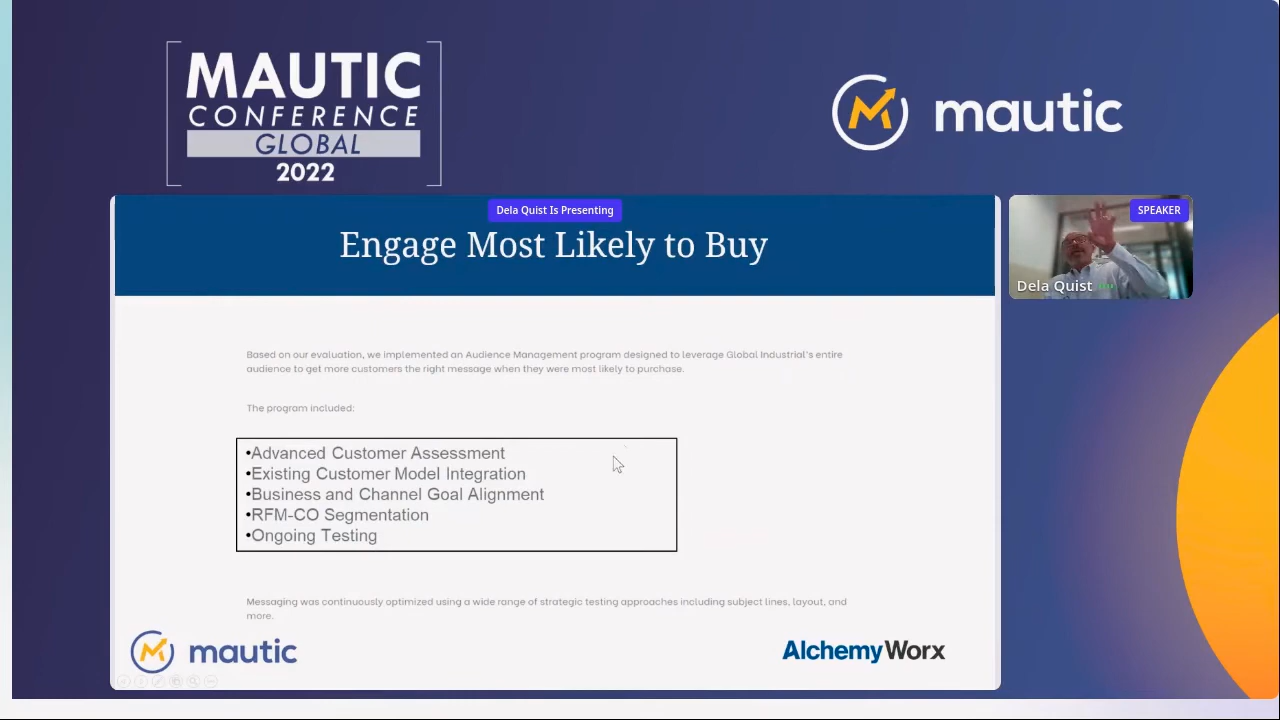 MAUTIC
CONFERENCE
GLOBAL
2022
mautic
Dela Quist Is Presenting
Engage Most Likely to Buy
SPEAKER
Dela Quist
Based on our evaluation, we implemented an Audience Management program designed to leverage Global Industrial's entire
audience to get more customers the right message when they were most likely to purchase.
The program included:
•Advanced Customer Assessment
•Existing Customer Model Integration
•Business and Channel Goal Alignment
•RFM-CO Segmentation
•Ongoing Testing
Messaging was continuously optimized using a wide range of strategic testing approaches including subject lines, layout, and
more.
mautic
AlchemyWorx